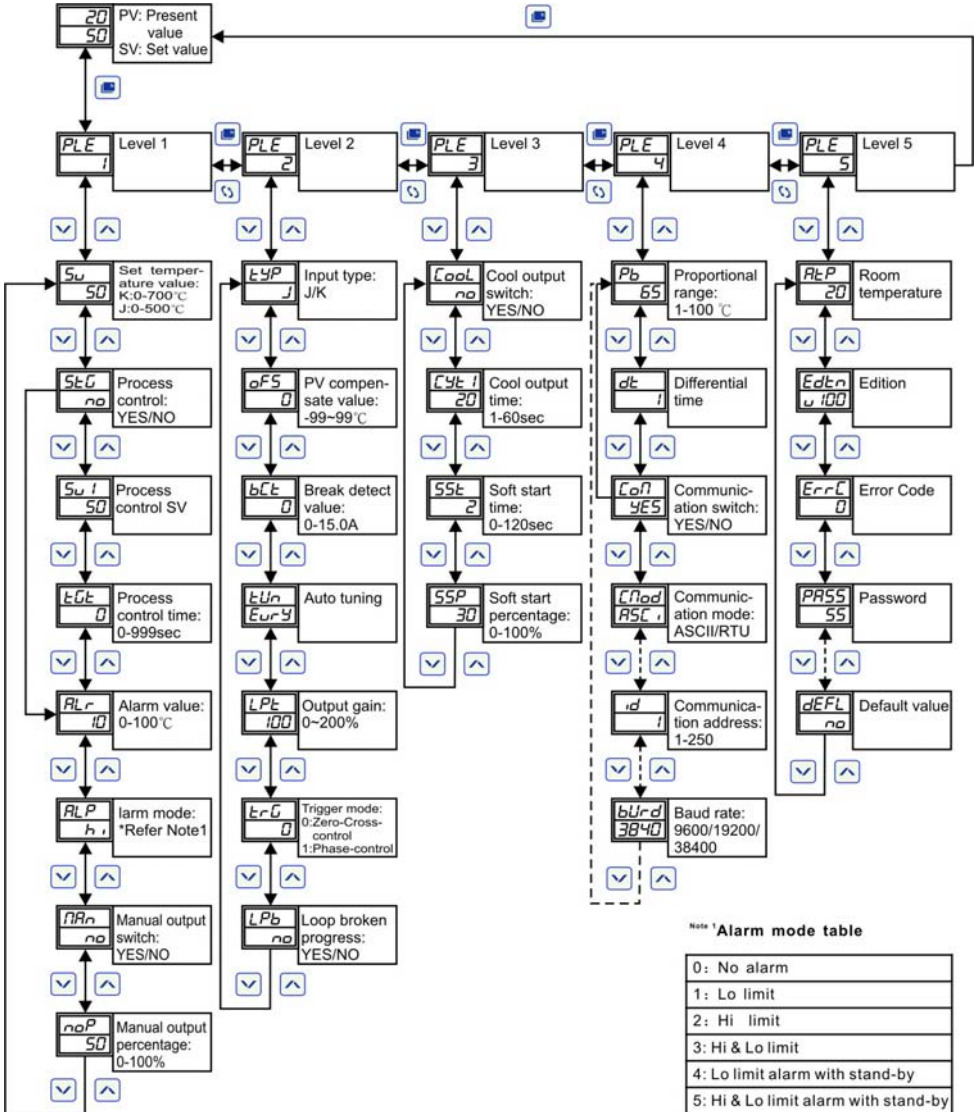 20
50
PV: Present
value
SV: Set value
PLE
1
Level 1
PLE
2
Level 2
PLE
3
Level 3
PLE
4
Level 4
PLE
5
Level 5
Sv
50
Set temper-
ature value:
K:0-700℃
J:0-500℃
StG
no
Process
control:
YES/NO
Sv1
50
Process
control SV
tGt
0
Process
control time:
0-999sec
ALr
10
Alarm value:
0-100℃
ALP
hi
larm mode:
*Refer Note1
MAn
no
Manual output
switch:
YES/NO
noP
50
Manual output
percentage:
0-100%
tYP
J
Input type:
J/K
oFS
0
PV compen-
sate value:
-99~99℃
bCt
0
Break detect
value:
0-15.0A
tUn
EvrY
Auto tuning
LPt
100
Output gain:
0~200%
trG
0
Trigger mode:
0:Zero-Cross-
control
1:Phase-control
LPb
no
Loop broken
progress:
YES/NO
CooL
no
Cool output
switch:
YES/NO
CYt1
20
Cool output
time:
1-60sec
SSt
2
Soft start
time:
0-120sec
SSP
30
Soft start
percentage:
0-100%
Pb
65
Proportional
range:
1-100 ℃
dt
1
Differential
time
CoM
YES
Communic-
ation switch:
YES/NO
CMod
ASCi
Communic-
ation mode:
ASCII/RTU
id
1
Communica-
tion address:
1-250
bUrd
3840
Baud rate:
9600/19200/
38400
AtP
20
Room
temperature
Edtn
v100
Edition
ErrC
0
Error Code
PASS
55
Password
dEFL
no
Default value
Note 1 Alarm mode table
0: No alarm
1: Lo limit
2: Hi limit
3: Hi & Lo limit
4: Lo limit alarm with stand-by
5: Hi & Lo limit alarm with stand-by